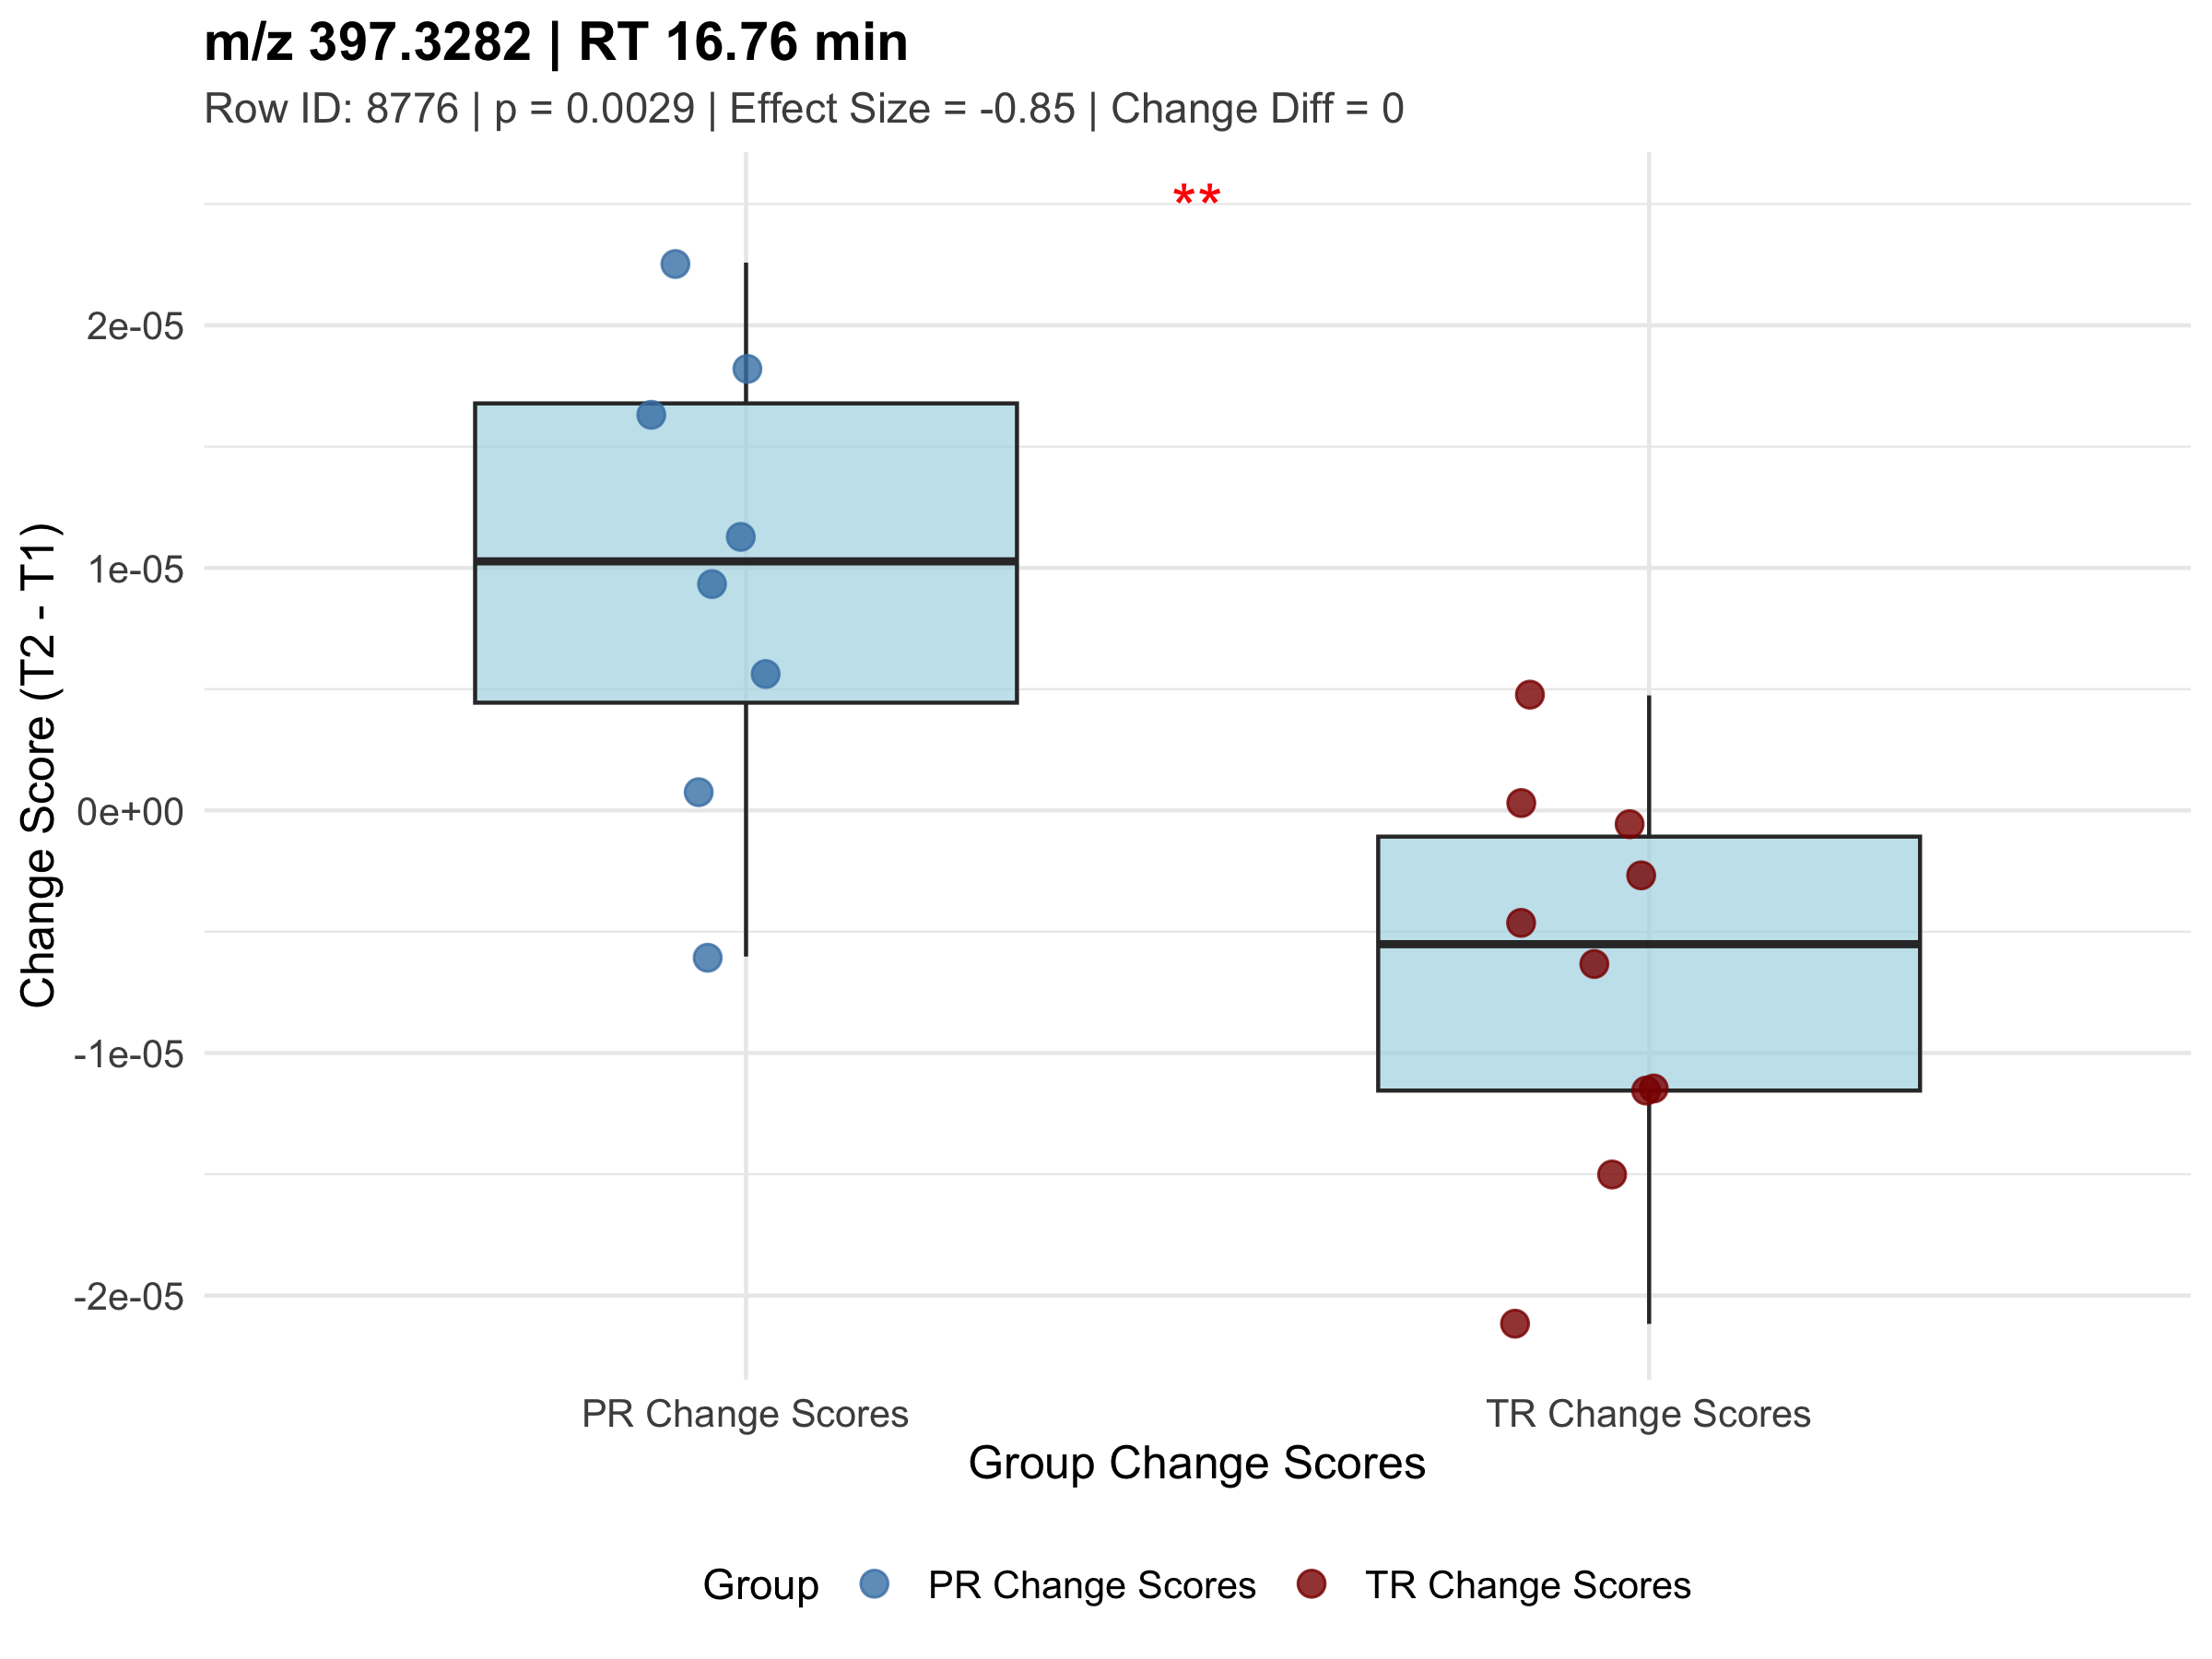 m/z 397.3282 | RT 16.76 min
Row ID: 8776 | p = 0.0029 | Effect Size = -0.85 | Change Diff = 0
**
Change Score (T2 - T1)
2e-05
1e-05
0e+00
-1e-05
-2e-05
PR Change Scores
TR Change Scores
Group Change Scores
Group
PR Change Scores
TR Change Scores